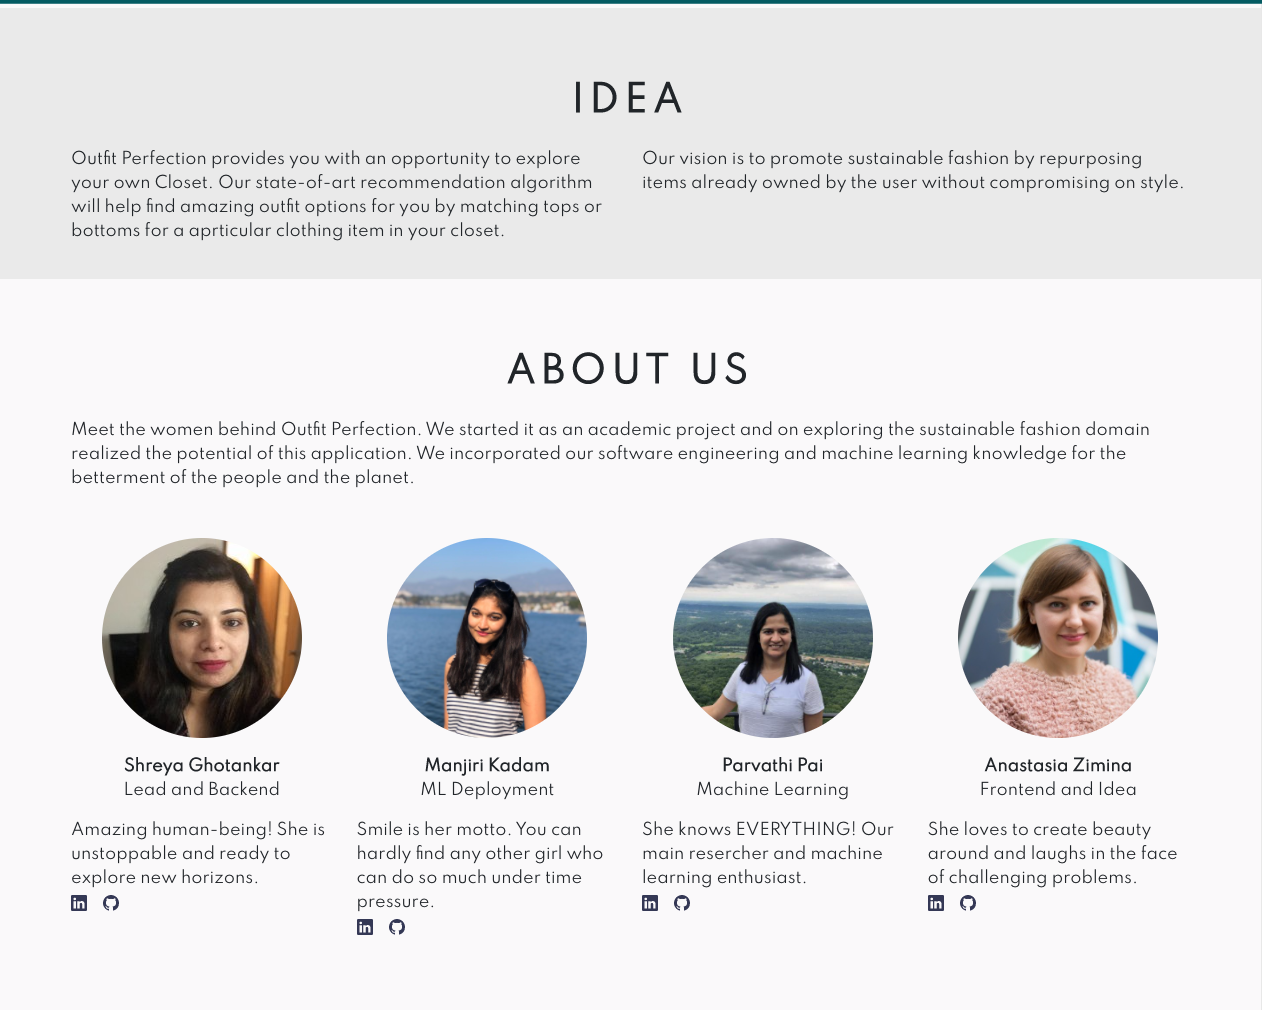 IDEA
Outfit Perfection provides you with an opportunity to explore
your own Closet. Our state-of-art recommendation algorithm
will help find amazing outfit options for you by matching tops or
bottoms for a aprticular clothing item in your closet.
Our vision is to promote sustainable fashion by repurposing
items already owned by the user without compromising on style.
ABOUT US
Meet the women behind Outfit Perfection. We started it as an academic project and on exploring the sustainable fashion domain
realized the potential of this application. We incorporated our software engineering and machine learning knowledge for the
betterment of the people and the planet.
Shreya Ghotankar
Lead and Backend
Amazing human-being! She is
unstoppable and ready to
explore new horizons.
in
Manjiri Kadam
ML Deployment
Smile is her motto. You can
hardly find any other girl who
can do so much under time
pressure.
in
Parvathi Pai
Machine Learning
She knows EVERYTHING! Our
main resercher and machine
learning enthusiast.
in
Anastasia Zimina
Frontend and Idea
She loves to create beauty
around and laughs in the face
of challenging problems.
in